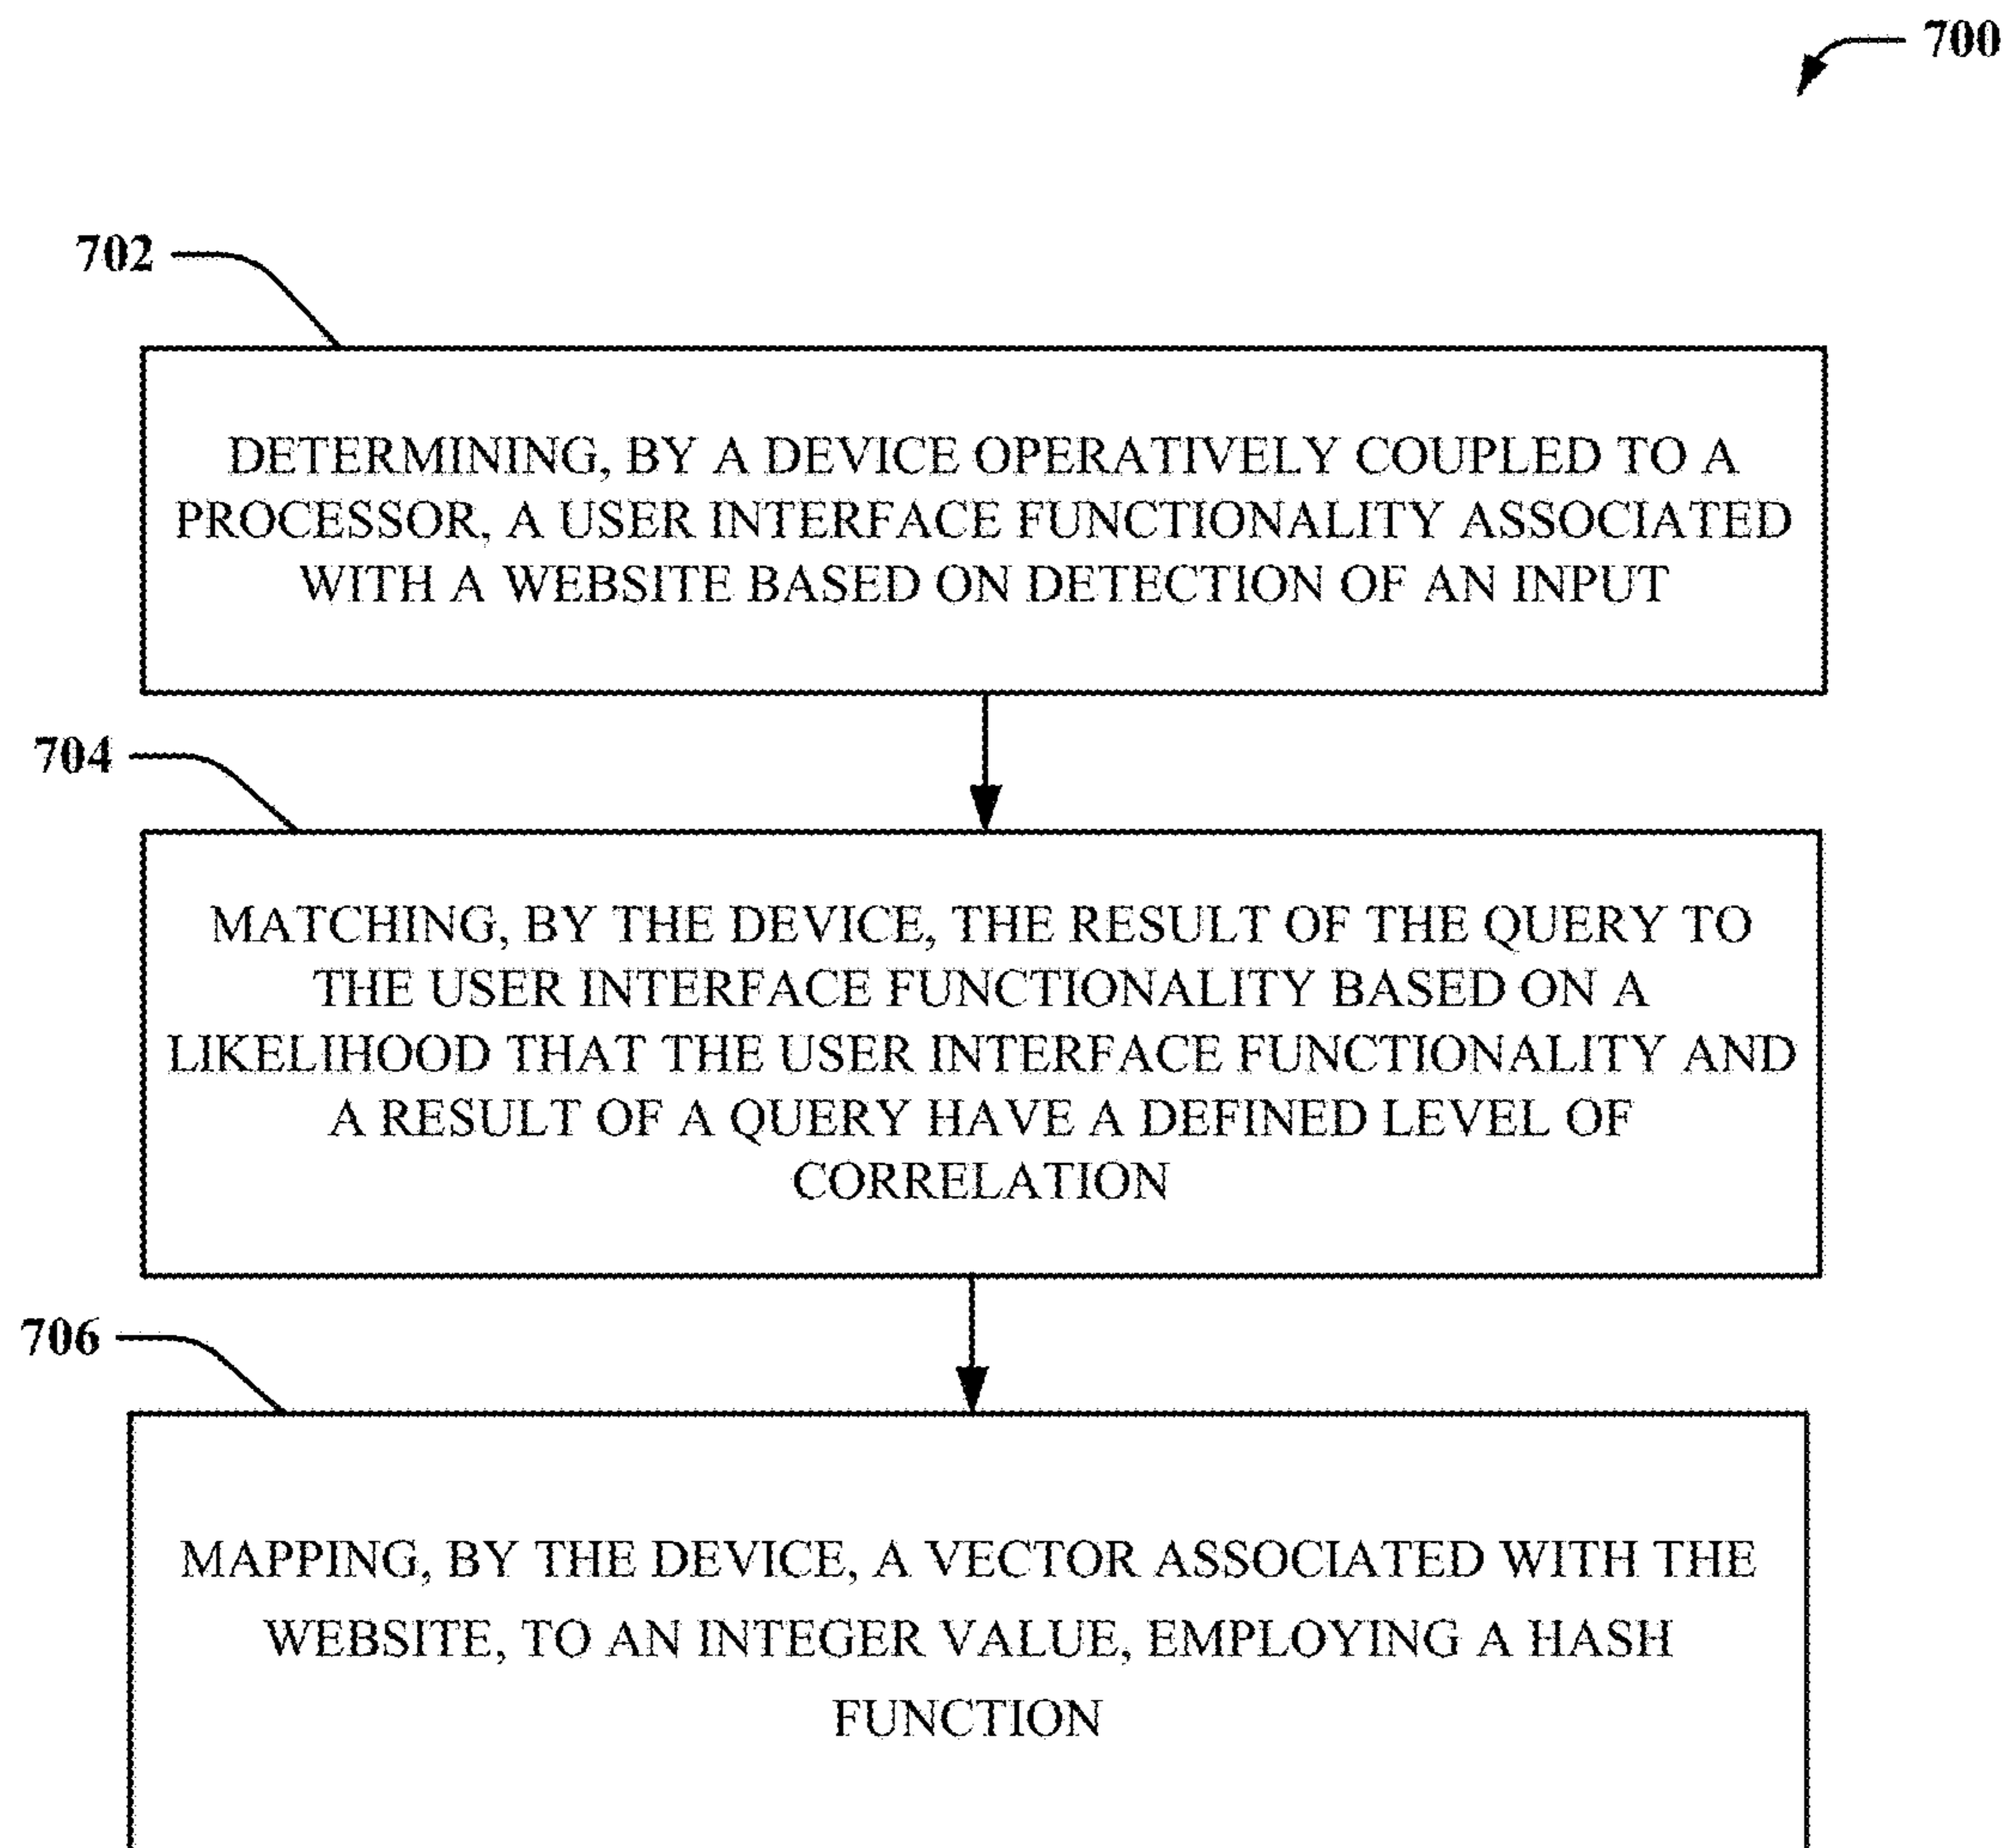 700
702
DETERMINING, BY A DEVICE OPERATIVELY COUPLED TO A
PROCESSOR, A USER INTERFACE FUNCTIONALITY ASSOCIATED
WITH A WEBSITE BASED ON DETECTION OF AN INPUT
704
MATCHING, BY THE DEVICE, THE RESULT OF THE QUERY TO
THE USER INTERFACE FUNCTIONALITY BASED ON A
LIKELIHOOD THAT THE USER INTERFACE FUNCTIONALITY AND
A RESULT OF A QUERY HAVE A DEFINED LEVEL OF
CORRELATION
706
MAPPING, BY THE DEVICE, A VECTOR ASSOCIATED WITH THE
WEBSITE, TO AN INTEGER VALUE, EMPLOYING A HASH
FUNCTION